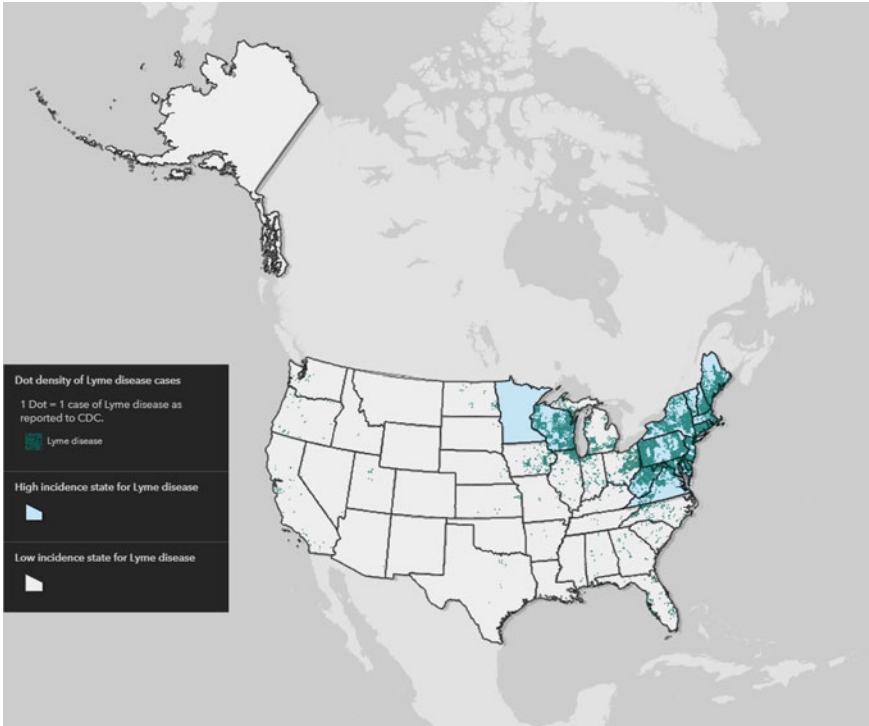 Dot density of Lyme disease cases
1 Dot = 1 case of Lyme disease as
reported to CDC.
Lyme disease
High incidence state for Lyme disease
Low incidence state for Lyme disease